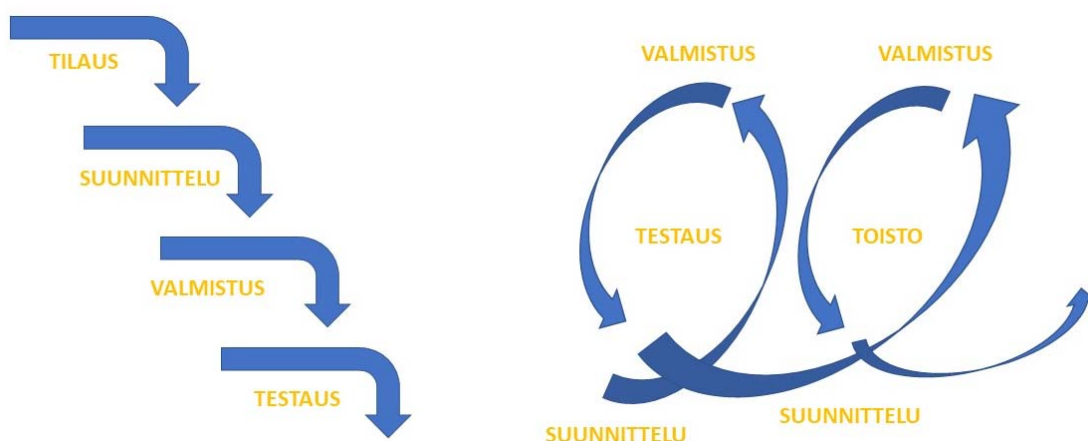 TILAUS
SUUNNITTELU
VALMISTUS
TESTAUS
VALMISTUS
VALMISTUS
TESTAUS
TOISTO
SUUNNITTELU
SUUNNITTELU